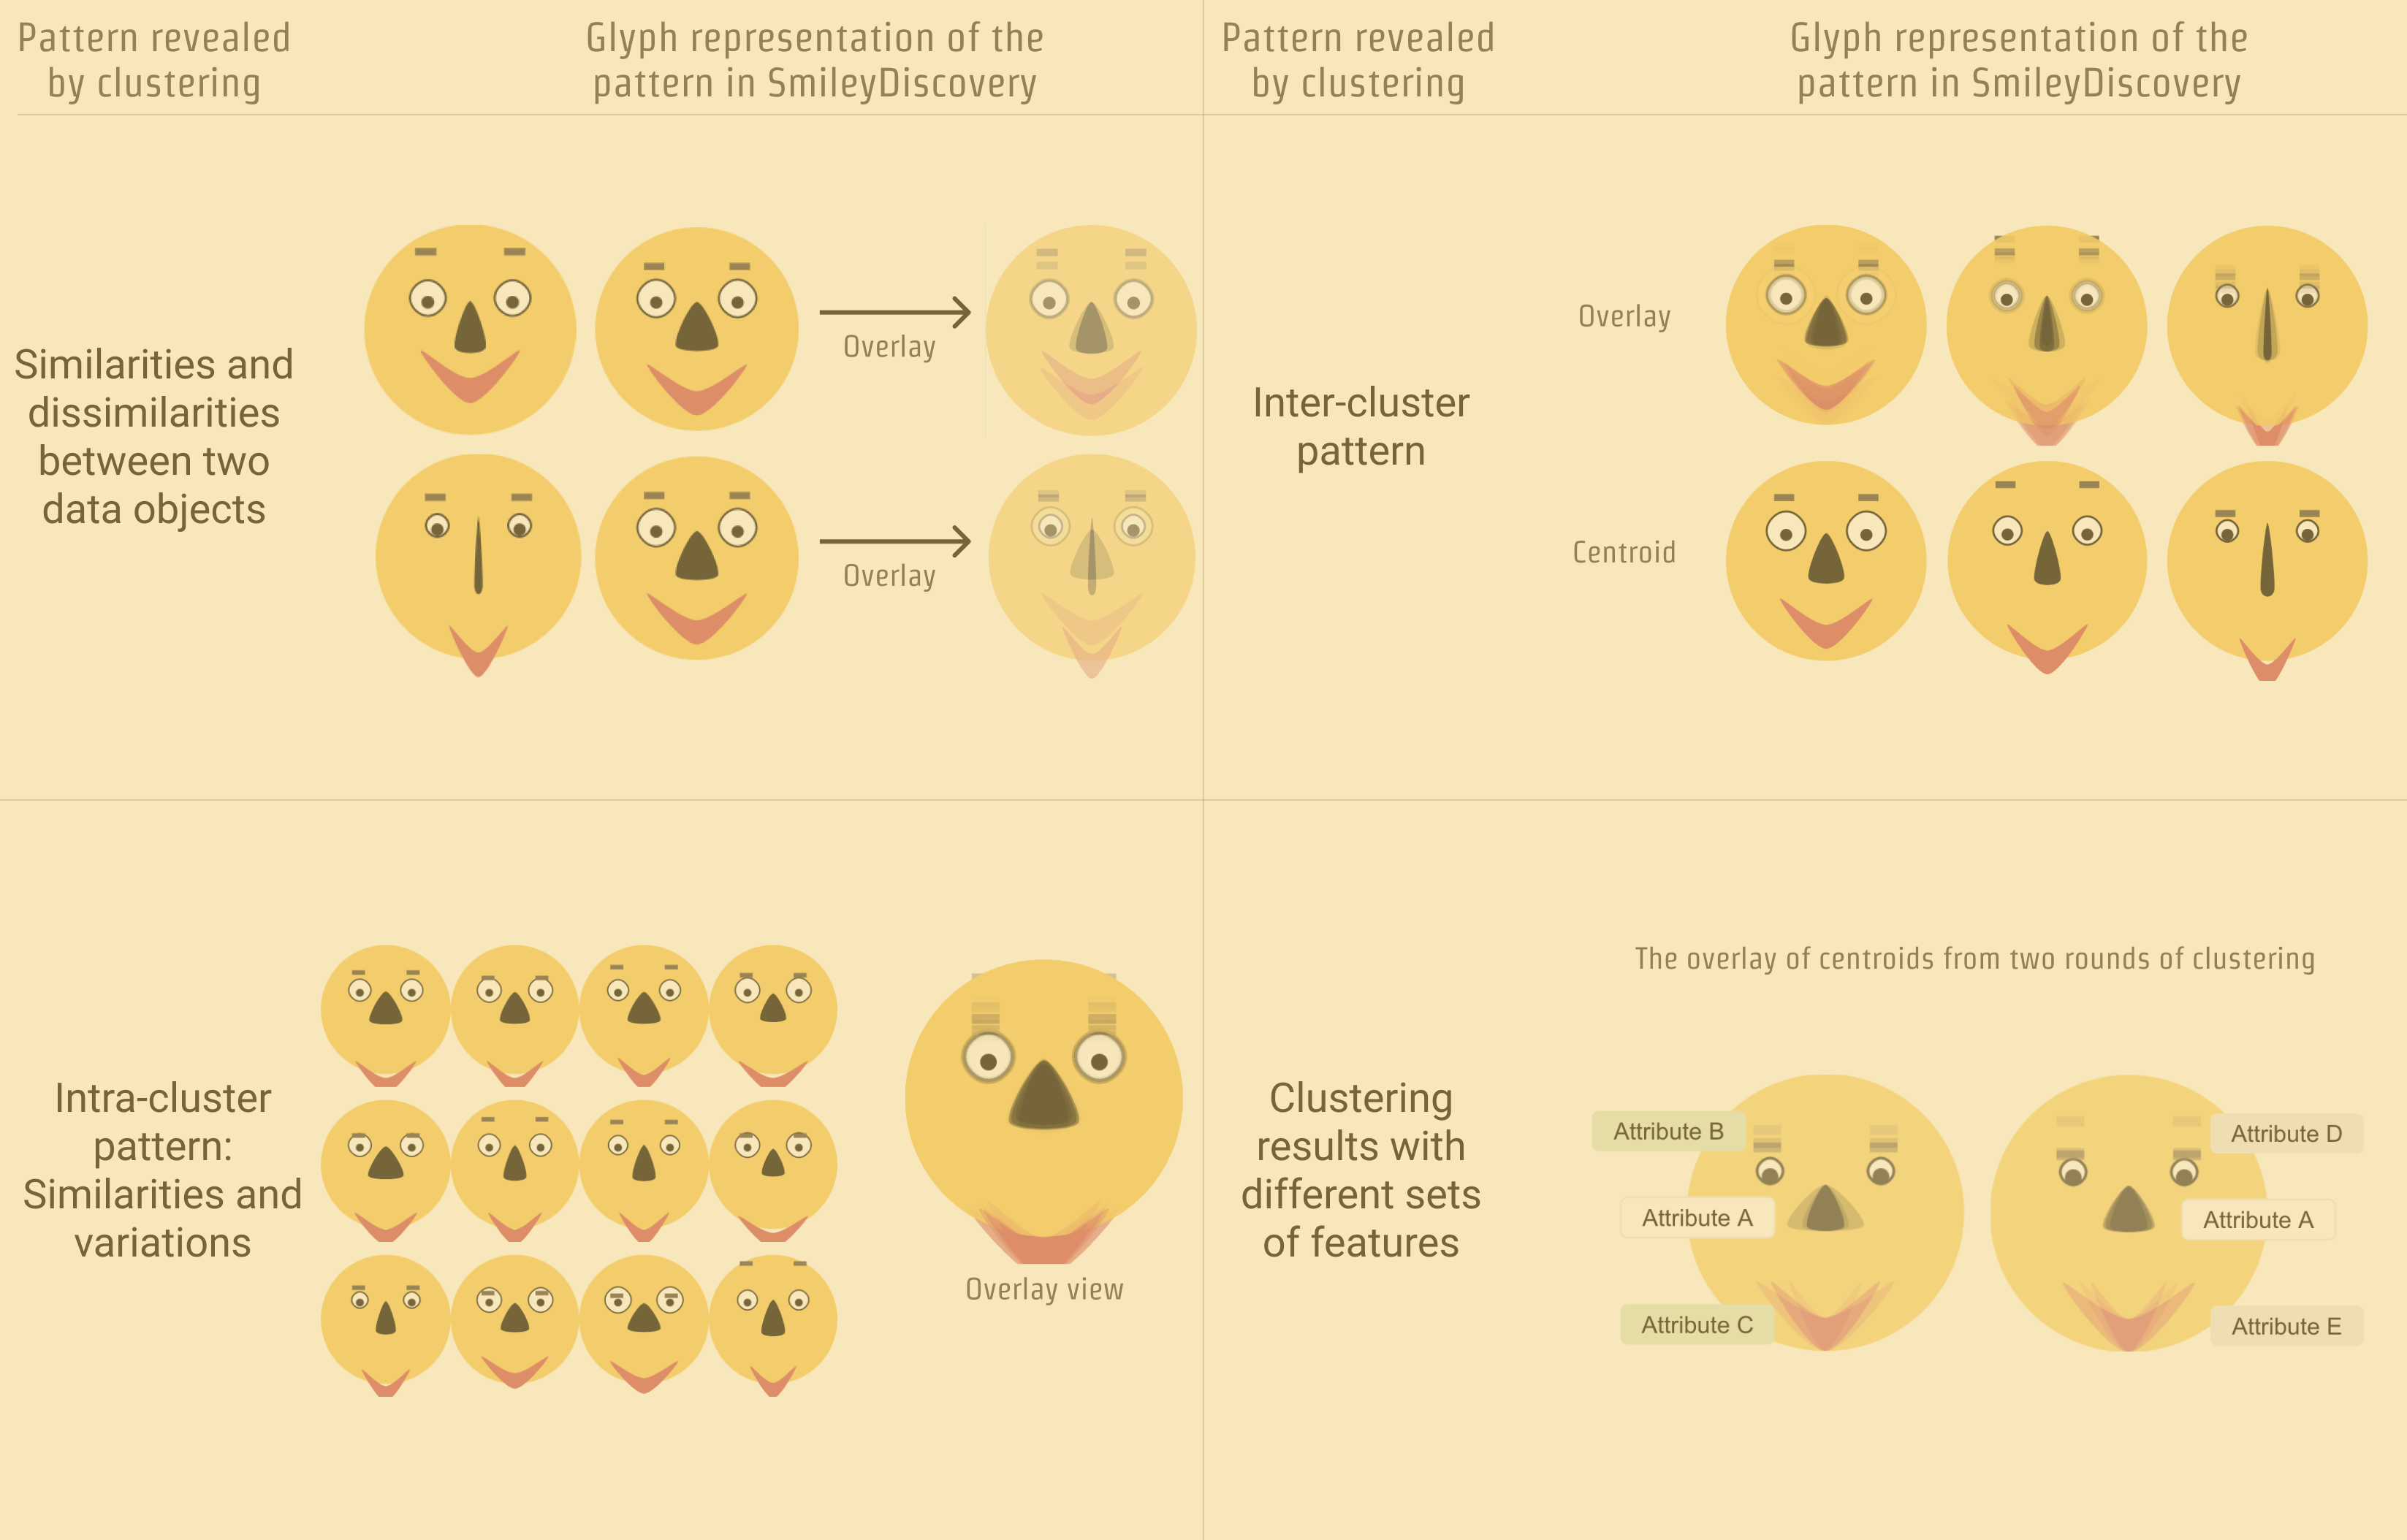 Pattern revealed
by clustering
Glyph representation of the
pattern in SmileyDiscovery
Similarities and
dissimilarities
between two
data objects
Overlay
Overlay
Pattern revealed
by clustering
Glyph representation of the
pattern in SmileyDiscovery
Inter-cluster
pattern
Overlay
Centroid
Intra-cluster
pattern:
Similarities and
variations
Overlay view
Clustering
results with
different sets
of features
The overlay of centroids from two rounds of clustering
Attribute B
Attribute A
Attribute C
Attribute D
Attribute A
Attribute E